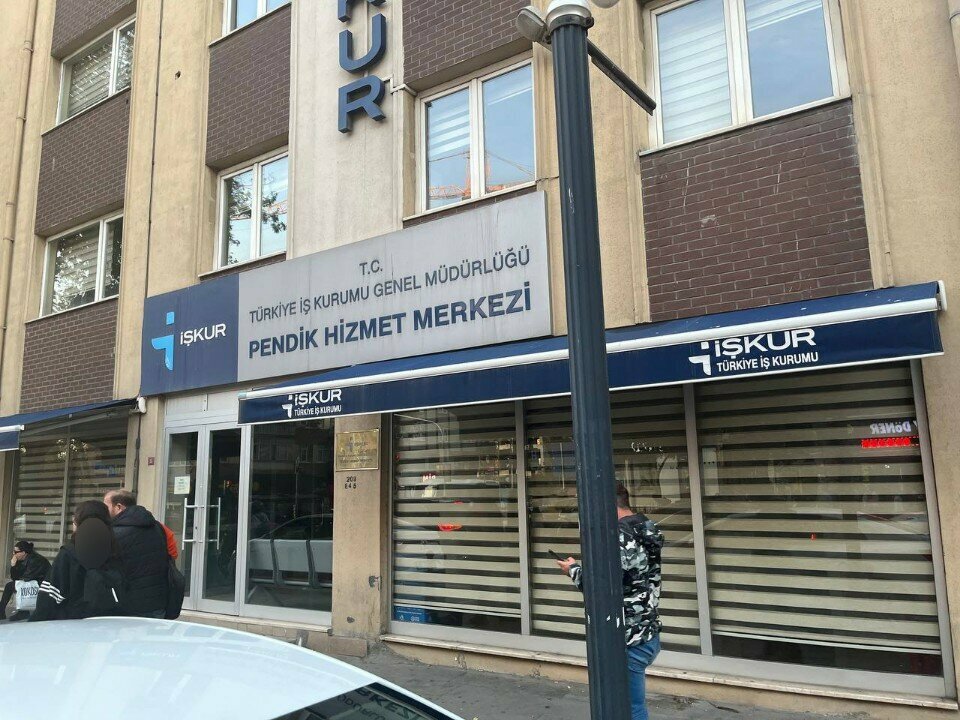 KUR
T.C.
TÜRKİYE İŞ KURUMU GENEL MÜDÜRLÜĞÜ
İŞKUR
PENDİK HİZMET MERKEZİ
İŞKUR
TÜRKİYE İŞ KURUMU
İŞKUR
TÜRKİYE İŞ KURUMU
DÖNER